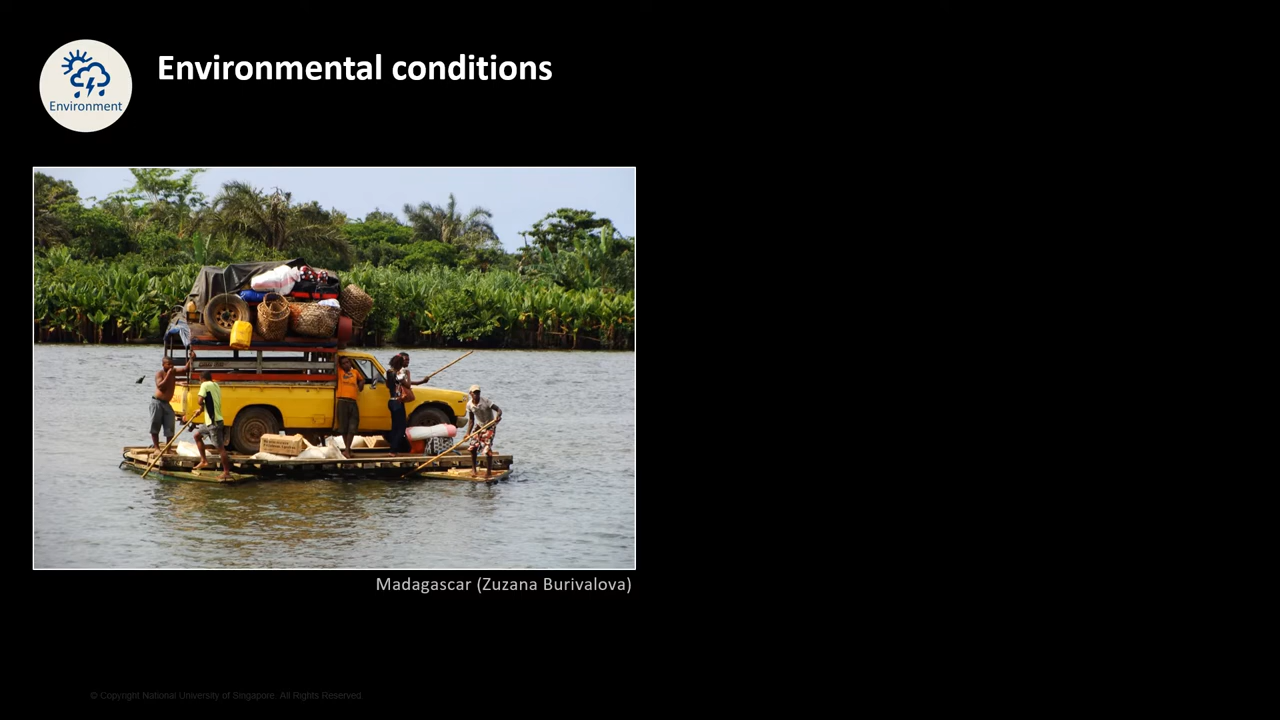 Environment
Environmental conditions
Madagascar (Zuzana Burivalova)
© Copyright National University of Singapore. All Rights Reserved